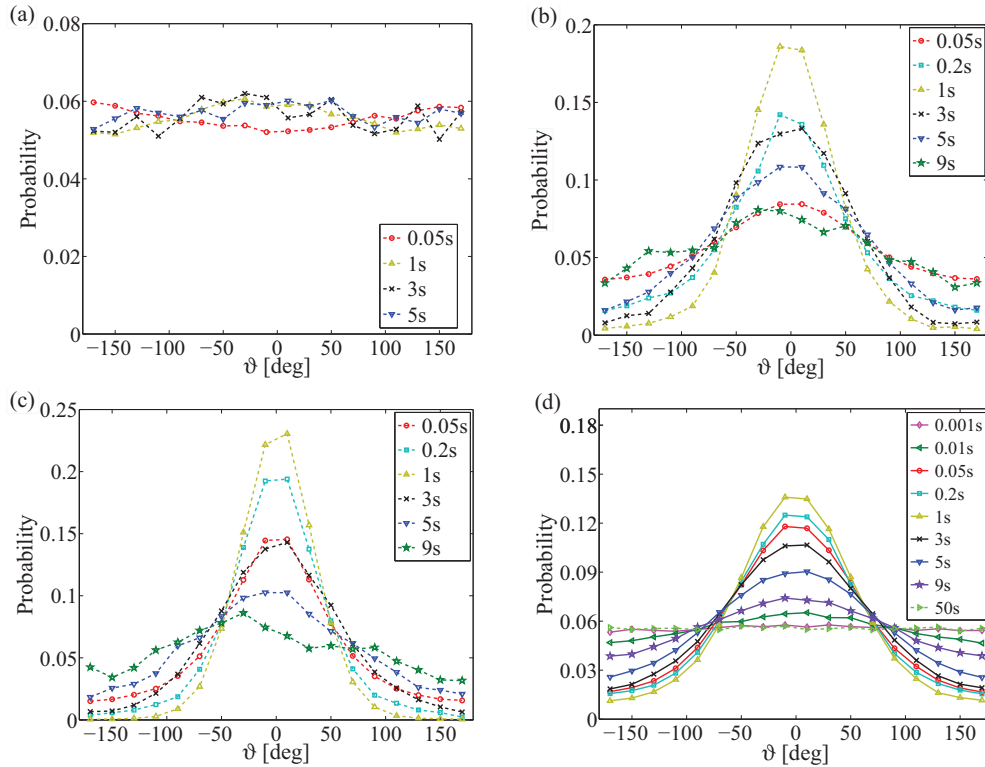 (a)
0.08
0.06
0.04
0.02
0
−150
−100
−50
0
50
100
150
Probability
ϑ [deg]
0.05s
1s
3s
5s
(b)
0.2
0.15
0.1
0.05
0
−150
−100
−50
0
50
100
150
Probability
ϑ [deg]
0.05s
0.2s
1s
3s
5s
9s
(c)
0.25
0.2
0.15
0.1
0.05
0
−150
−100
−50
0
50
100
150
Probability
ϑ [deg]
0.05s
0.2s
1s
3s
5s
9s
(d)
0.18
0.15
0.12
0.09
0.06
0.03
0
−150
−100
−50
0
50
100
150
Probability
ϑ [deg]
0.001s
0.01s
0.05s
0.2s
1s
3s
5s
9s
50s